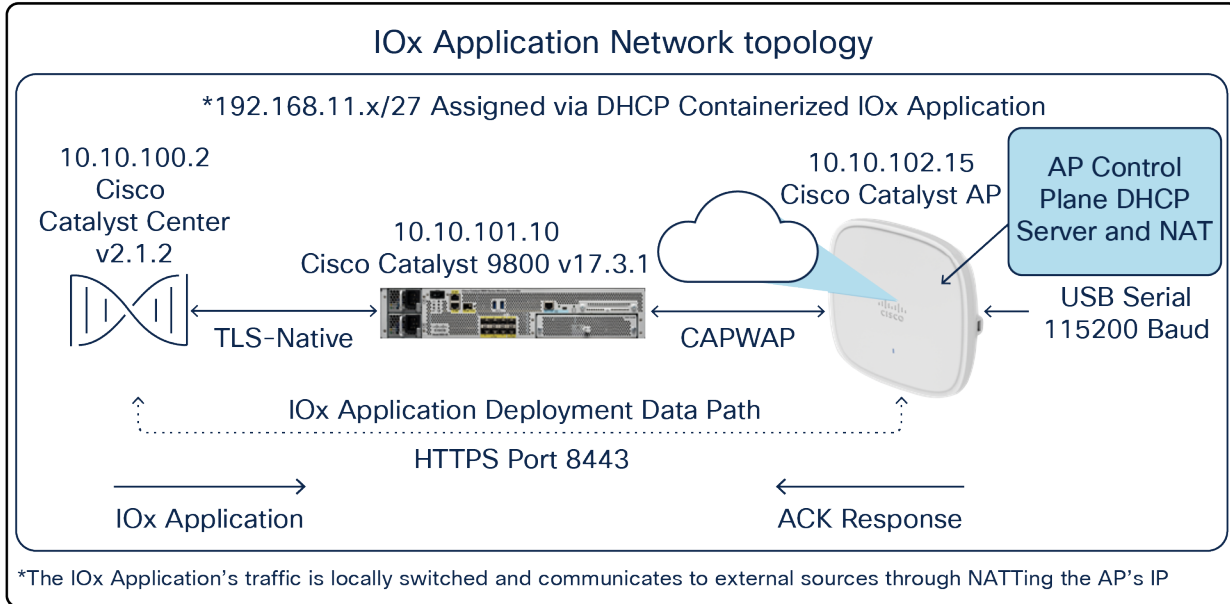 IOx Application Network topology
*192.168.11.x/27 Assigned via DHCP Containerized IOx Application
10.10.100.2
Cisco
Catalyst Center
v2.1.2
10.10.101.10
Cisco Catalyst 9800 v17.3.1
10.10.102.15
Cisco Catalyst AP
AP Control
Plane DHCP
Server and NAT
TLS-Native
CAPWAP
CISCO
USB Serial
115200 Baud
IOx Application Deployment Data Path
HTTPS Port 8443
IOx Application
ACK Response
*The IOx Application's traffic is locally switched and communicates to external sources through NATTing the AP's IP